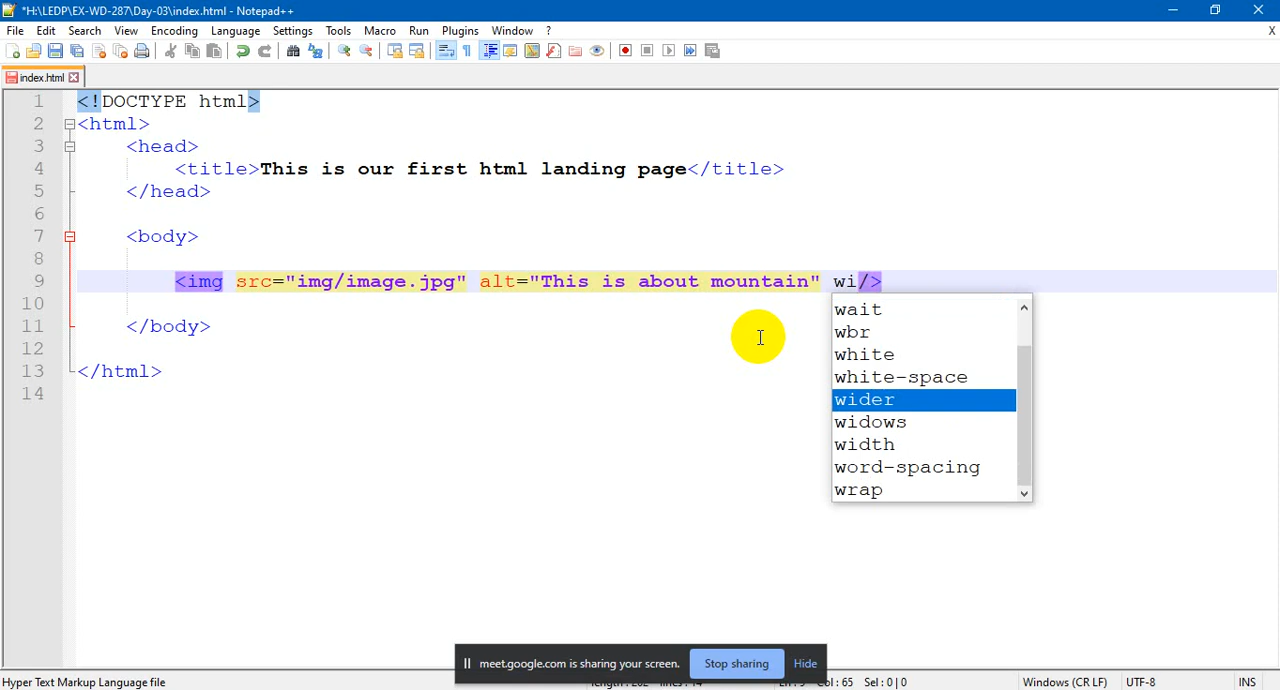 *H:\LEDP\EX-WD-287\Day-03\index.html - Notepad++
File Edit Search View Encoding Language Settings Tools Macro Run Plugins Window ? X
index.html
1 <!DOCTYPE html>
2 <html>
3 <head>
4 <title>This is our first html landing page</title>
5 </head>
6
7 <body>
8
9 <img src="img/image.jpg" alt="This is about mountain" wi/>
10
11 </body>
12
13 </html>
14
wait
wbr
white
white-space
wider
widows
width
word-spacing
wrap
meet.google.com is sharing your screen. Stop sharing Hide
Hyper Text Markup Language file Col : 65 Sel : 0 | 0 Windows (CR LF) UTF-8 INS